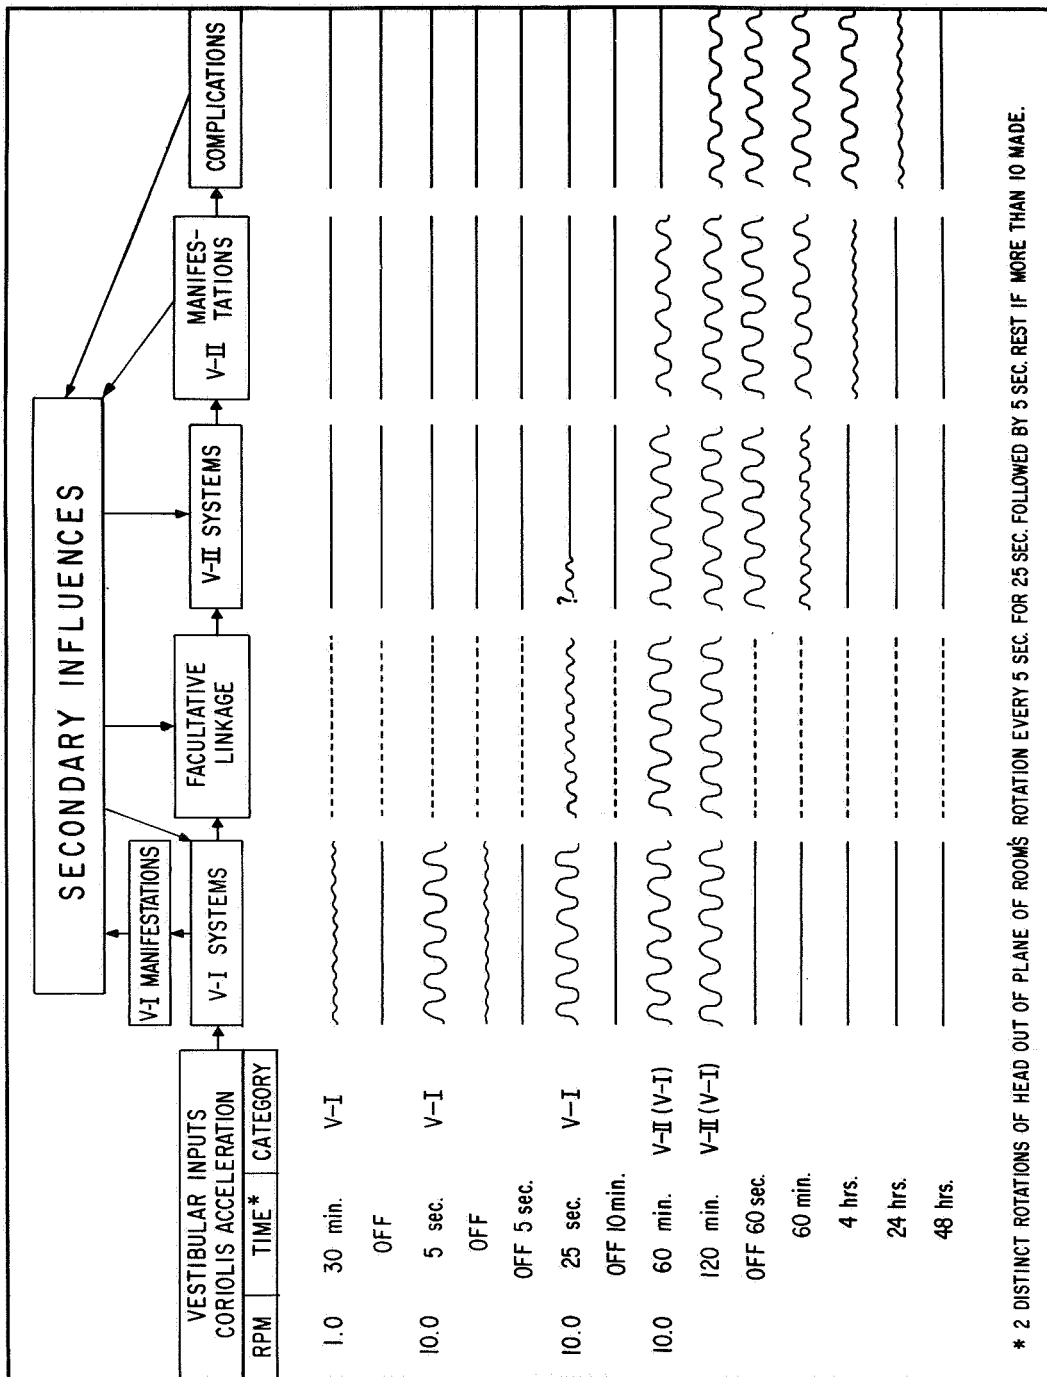 SECONDARY INFLUENCES
V-I MANIFESTATIONS
VESTIBULAR INPUTS
CORIOLIS ACCELERATION
V-I SYSTEMS
FACULTATIVE
LINKAGE
V-II SYSTEMS
V-II MANIFES-
TATIONS
COMPLICATIONS
RPM TIME* CATEGORY
1.0 30 min. V-I
OFF
10.0 5 sec. V-I
OFF
OFF 5 sec.
10.0 25 sec. V-I
?
OFF 10 min.
10.0 60 min. V-II (V-I)
120 min. V-II (V-I)
OFF 60 sec.
60 min.
4 hrs.
24 hrs.
48 hrs.
* 2 DISTINCT ROTATIONS OF HEAD OUT OF PLANE OF ROOM'S ROTATION EVERY 5 SEC. FOR 25 SEC. FOLLOWED BY 5 SEC. REST IF MORE THAN 10 MADE.